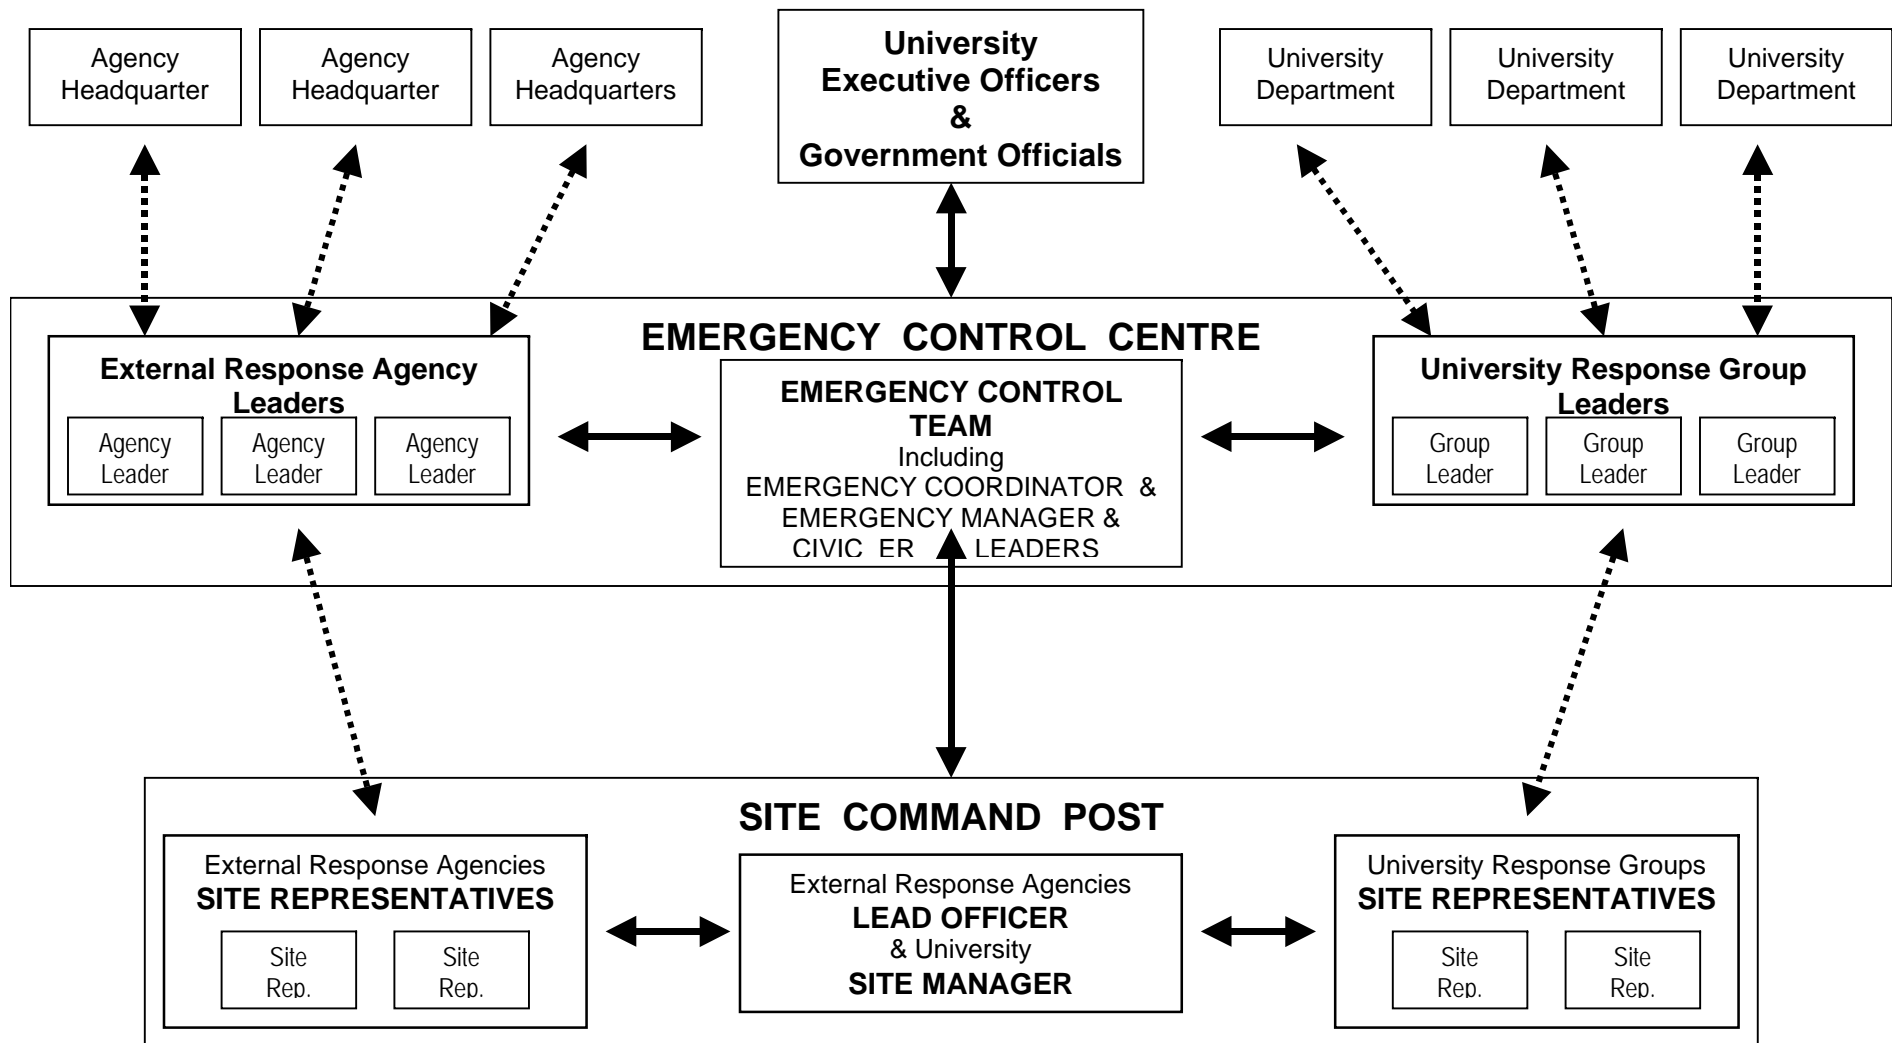 Agency
Headquarter
Agency
Headquarter
Agency
Headquarters
University
Executive Officers
&
Government Officials
University
Department
University
Department
University
Department
EMERGENCY CONTROL CENTRE
External Response Agency
Leaders
Agency
Leader
Agency
Leader
Agency
Leader
EMERGENCY CONTROL
TEAM
Including
EMERGENCY COORDINATOR &
EMERGENCY MANAGER &
CIVIC ER LEADERS
University Response Group
Leaders
Group
Leader
Group
Leader
Group
Leader
SITE COMMAND POST
External Response Agencies
SITE REPRESENTATIVES
Site
Rep.
Site
Rep.
External Response Agencies
LEAD OFFICER
& University
SITE MANAGER
University Response Groups
SITE REPRESENTATIVES
Site
Rep.
Site
Rep.